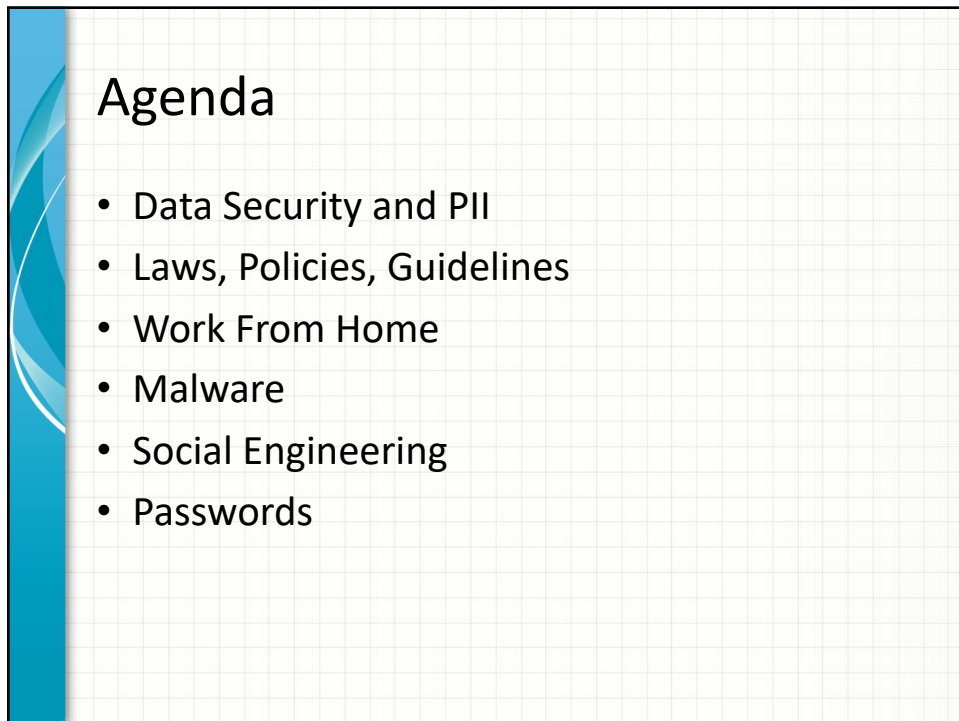 Agenda
• Data Security and PII
• Laws, Policies, Guidelines
• Work From Home
• Malware
• Social Engineering
• Passwords